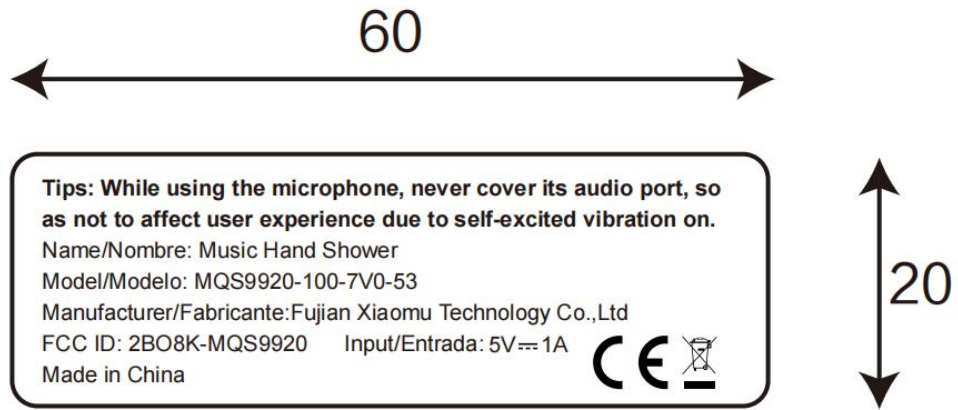 60
Tips: While using the microphone, never cover its audio port, so
as not to affect user experience due to self-excited vibration on.
Name/Nombre: Music Hand Shower
Model/Modelo: MQS9920-100-7V0-53
Manufacturer/Fabricante:Fujian Xiaomu Technology Co.,Ltd
FCC ID: 2BO8K-MQS9920 Input/Entrada: 5V⎓1A
Made in China
CE
20